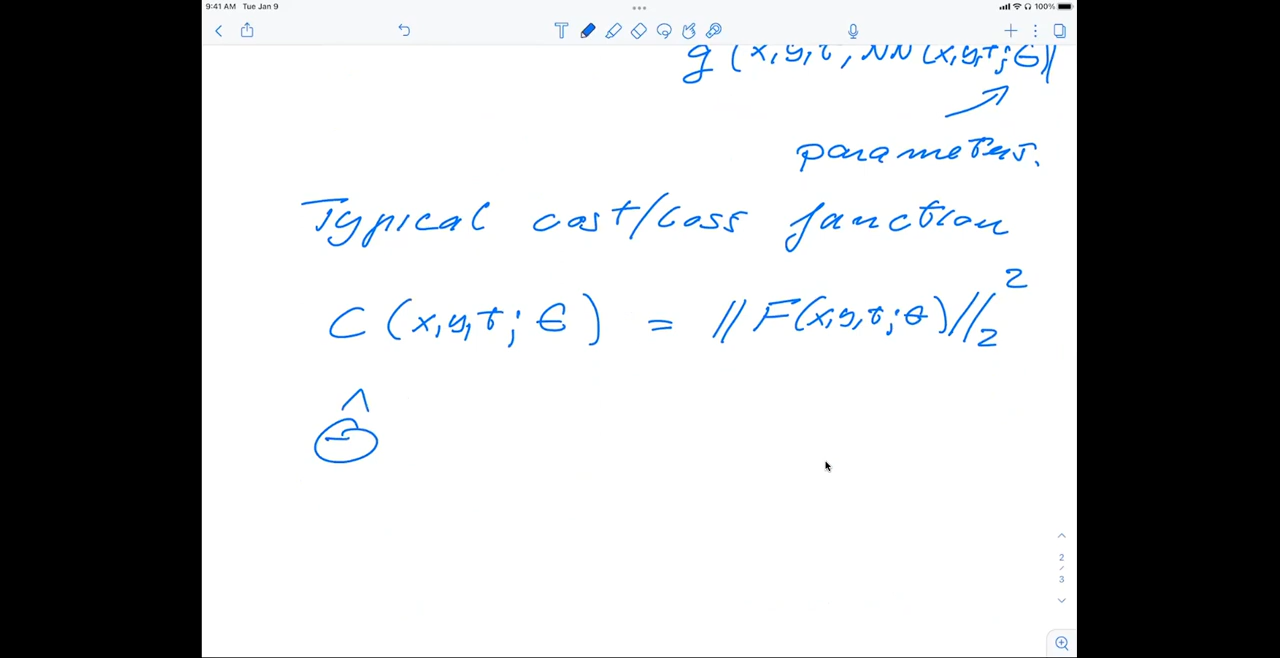 9:41 AM Tue Jan 9
100%
g(x,y,t, NN(x,y,t;θ))
parameters.
Typical cost/loss function
C(x,y,t;θ) = ||F(x,y,t;θ)||₂²
θ̂
2
/
3